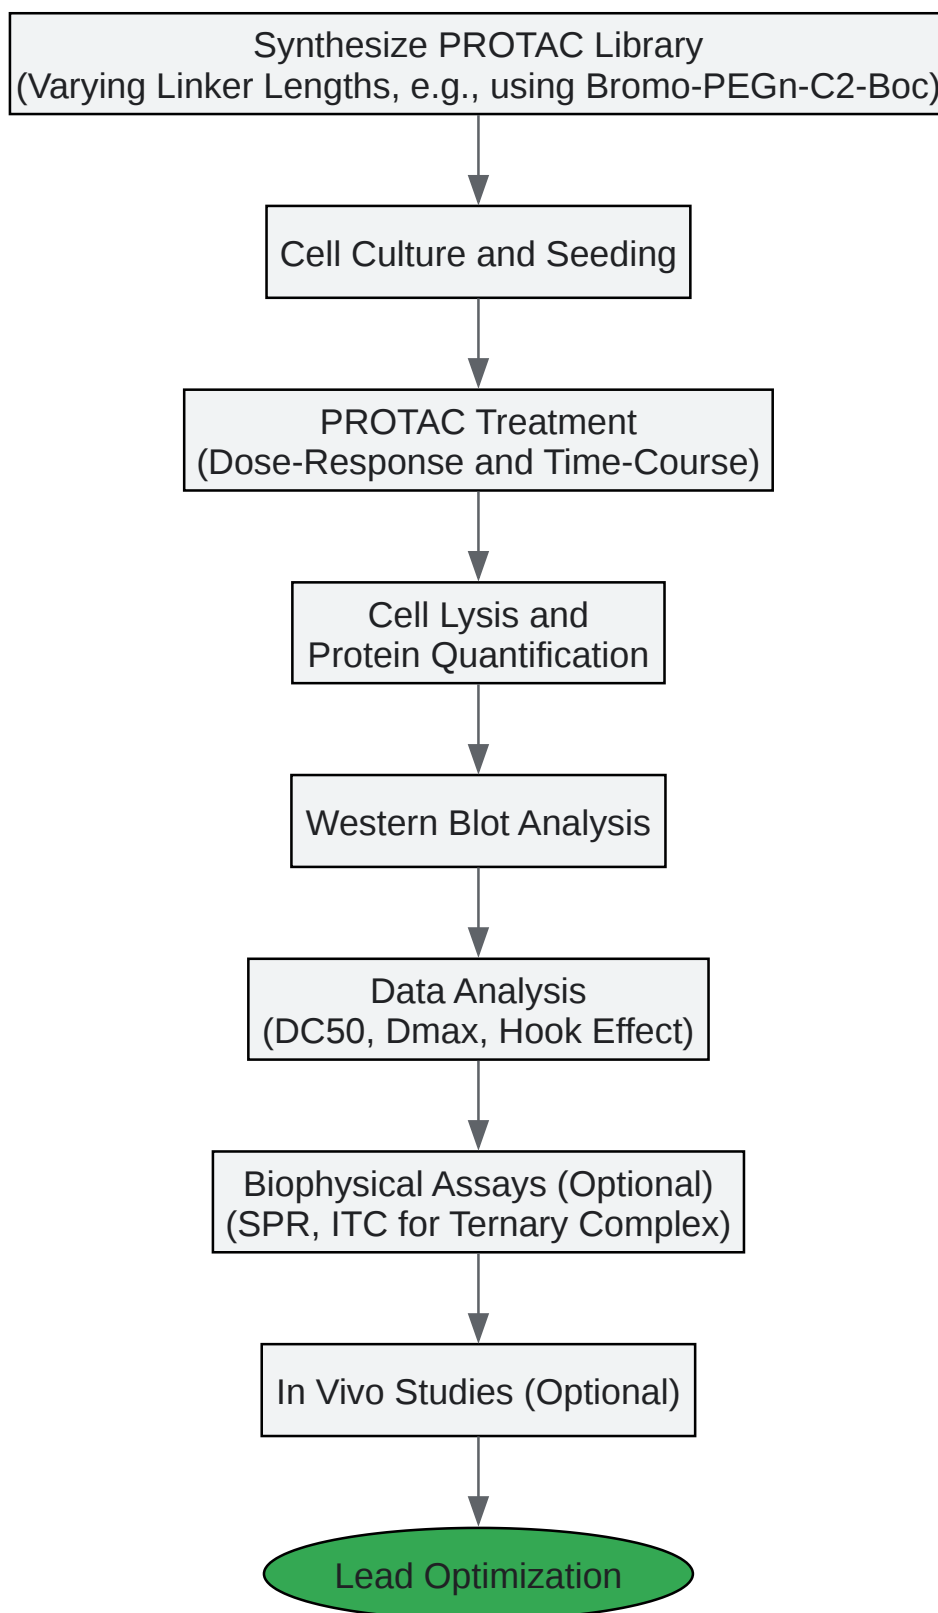 Synthesize PROTAC Library
(Varying Linker Lengths, e.g., using Bromo-PEGn-C2-Boc)
Cell Culture and Seeding
PROTAC Treatment
(Dose-Response and Time-Course)
Cell Lysis and
Protein Quantification
Western Blot Analysis
Data Analysis
(DC50, Dmax, Hook Effect)
Biophysical Assays (Optional)
(SPR, ITC for Ternary Complex)
In Vivo Studies (Optional)
Lead Optimization